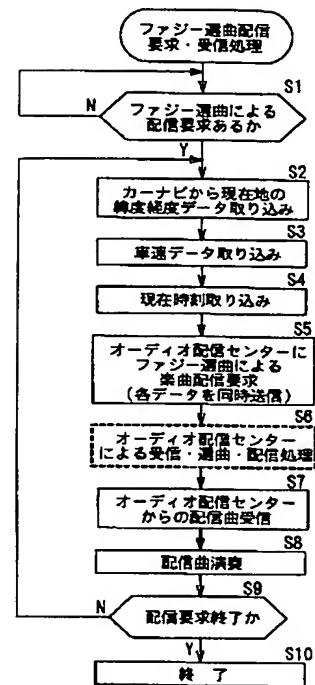 ファジー選曲配信
要求・受信処理
S1
N
ファジー選曲による
配信要求あるか
Y
S2
カーナビから現在地の
緯度経度データ取り込み
S3
車速データ取り込み
S4
現在時刻取り込み
S5
オーディオ配信センターに
ファジー選曲による
楽曲配信要求
(各データを同時送信)
S6
オーディオ配信センター
による受信・選曲・配信処理
S7
オーディオ配信センター
からの配信曲受信
S8
配信曲演奏
S9
N
配信要求終了か
Y
S10
終了